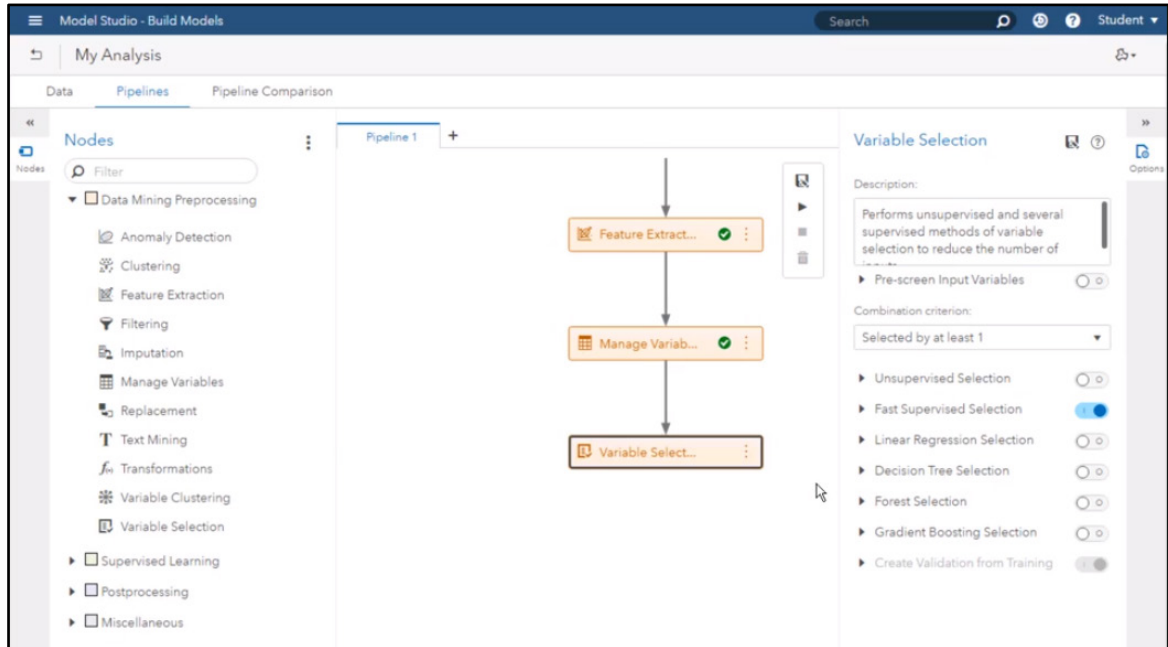 Model Studio - Build Models
Search
Student
My Analysis
Data
Pipelines
Pipeline Comparison
Nodes
Nodes
Filter
Data Mining Preprocessing
Anomaly Detection
Clustering
Feature Extraction
Filtering
Imputation
Manage Variables
Replacement
Text Mining
Transformations
Variable Clustering
Variable Selection
Supervised Learning
Postprocessing
Miscellaneous
Pipeline 1
Feature Extract...
Manage Variab...
Variable Select...
Variable Selection
Options
Description:
Performs unsupervised and several
supervised methods of variable
selection to reduce the number of
Pre-screen Input Variables
Combination criterion:
Selected by at least 1
Unsupervised Selection
Fast Supervised Selection
Linear Regression Selection
Decision Tree Selection
Forest Selection
Gradient Boosting Selection
Create Validation from Training